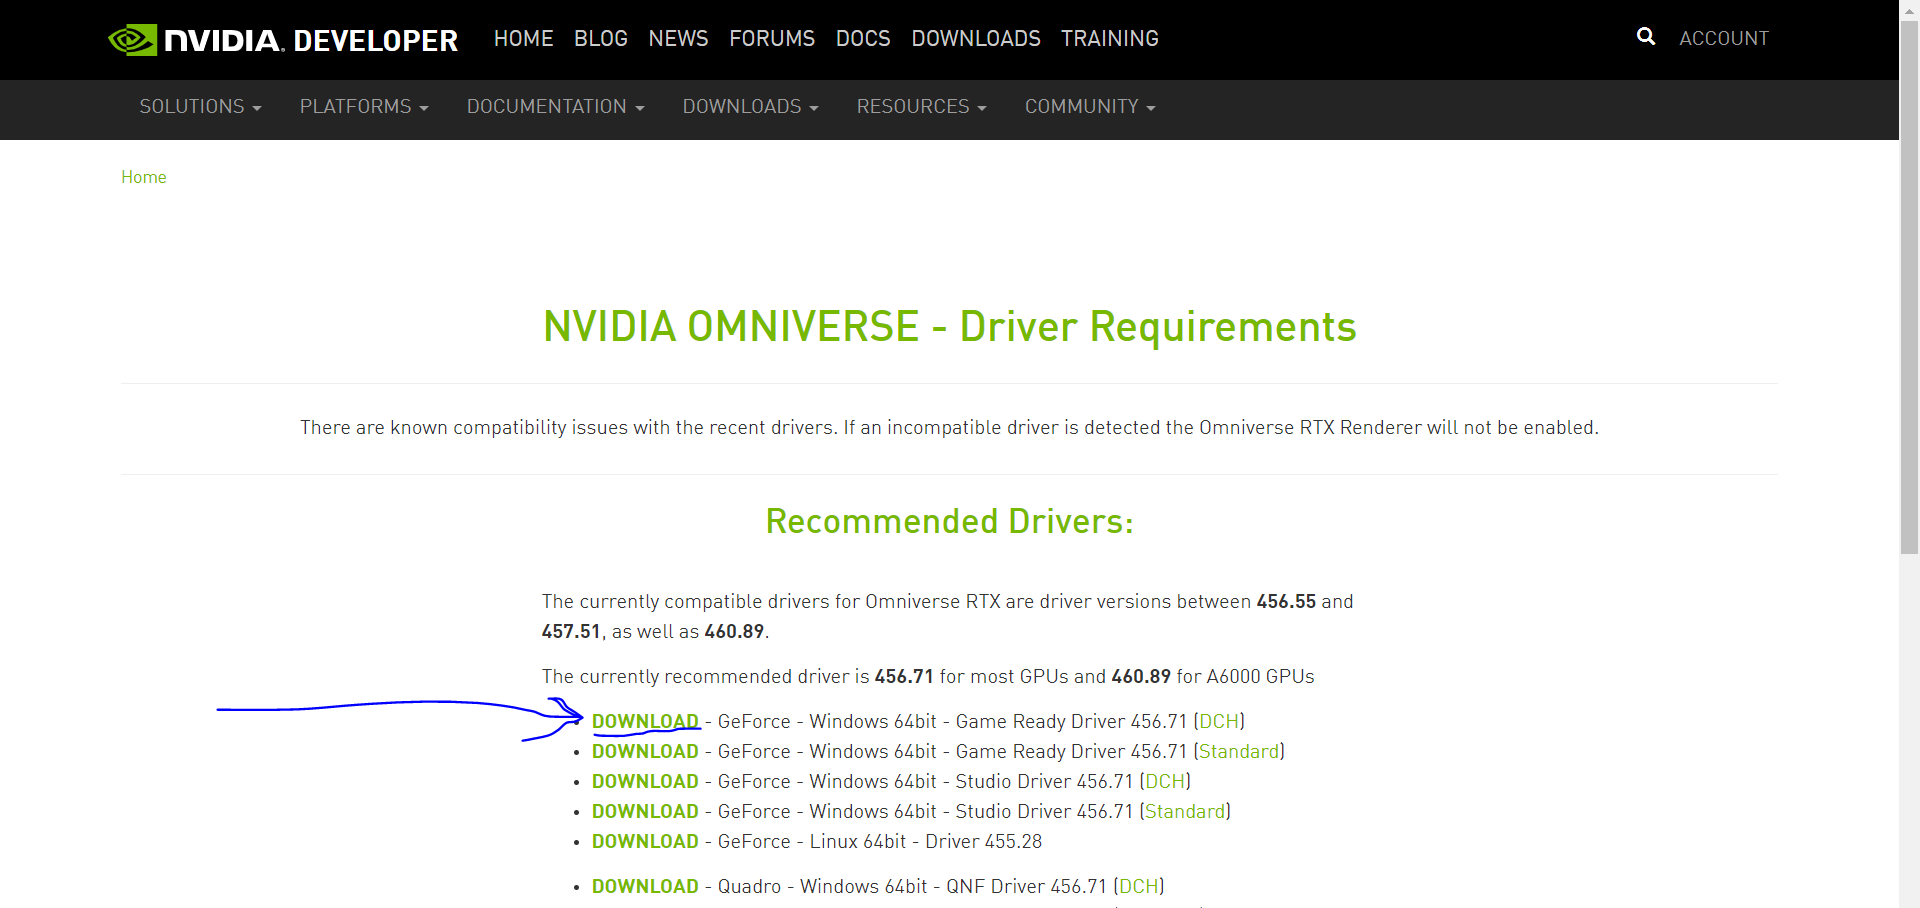 NVIDIA. DEVELOPER HOME BLOG NEWS FORUMS DOCS DOWNLOADS TRAINING ACCOUNT
SOLUTIONS PLATFORMS DOCUMENTATION DOWNLOADS RESOURCES COMMUNITY
Home
NVIDIA OMNIVERSE - Driver Requirements
There are known compatibility issues with the recent drivers. If an incompatible driver is detected the Omniverse RTX Renderer will not be enabled.
Recommended Drivers:
The currently compatible drivers for Omniverse RTX are driver versions between 456.55 and
457.51, as well as 460.89.
The currently recommended driver is 456.71 for most GPUs and 460.89 for A6000 GPUs
• DOWNLOAD - GeForce - Windows 64bit - Game Ready Driver 456.71 (DCH)
• DOWNLOAD - GeForce - Windows 64bit - Game Ready Driver 456.71 (Standard)
• DOWNLOAD - GeForce - Windows 64bit - Studio Driver 456.71 (DCH)
• DOWNLOAD - GeForce - Windows 64bit - Studio Driver 456.71 (Standard)
• DOWNLOAD - GeForce - Linux 64bit - Driver 455.28
• DOWNLOAD - Quadro - Windows 64bit - QNF Driver 456.71 (DCH)